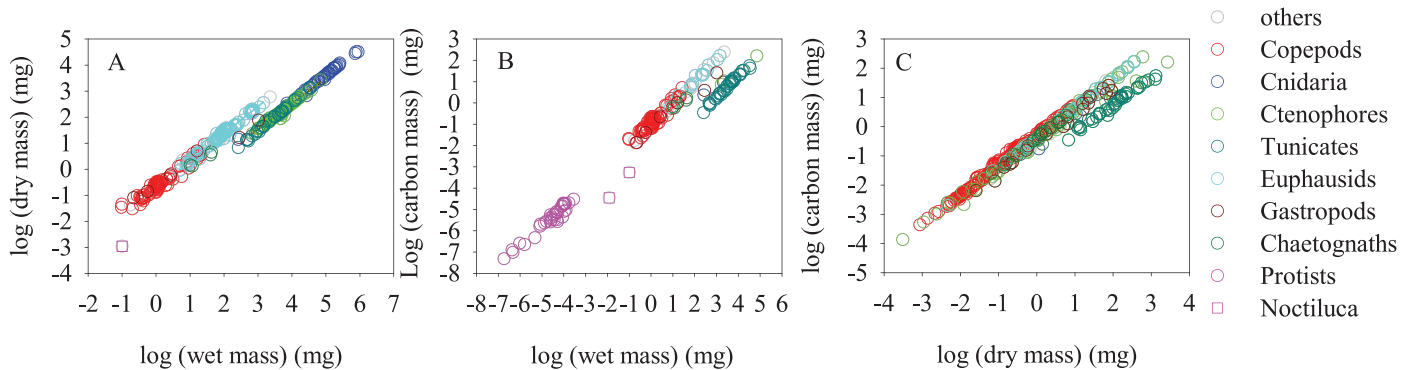 A
log (dry mass) (mg)
5
4
3
2
1
0
-1
-2
-3
-4
-2 -1 0 1 2 3 4 5 6 7
log (wet mass) (mg)
B
Log (carbon mass) (mg)
3
2
1
0
-1
-2
-3
-4
-5
-6
-7
-8
-8 -7 -6 -5 -4 -3 -2 -1 0 1 2 3 4 5 6
log (wet mass) (mg)
C
log (carbon mass) (mg)
3
2
1
0
-1
-2
-3
-4
-5
-4 -3 -2 -1 0 1 2 3 4
log (dry mass) (mg)
others
Copepods
Cnidaria
Ctenophores
Tunicates
Euphausids
Gastropods
Chaetognaths
Protists
Noctiluca